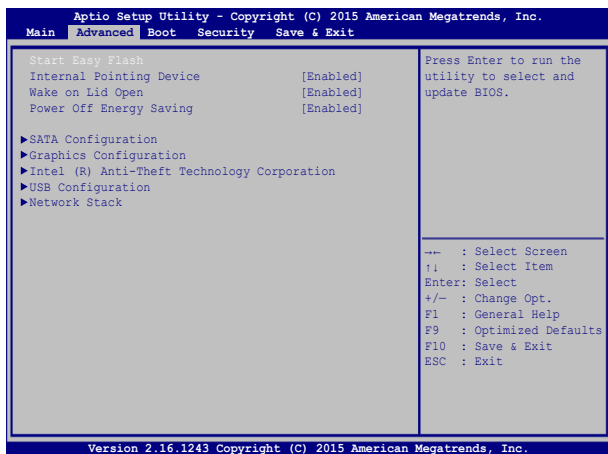 Aptio Setup Utility - Copyright (C) 2015 American Megatrends, Inc.
Main Advanced Boot Security Save & Exit
Start Easy Flash
Internal Pointing Device [Enabled]
Wake on Lid Open [Enabled]
Power Off Energy Saving [Enabled]
▶SATA Configuration
▶Graphics Configuration
▶Intel (R) Anti-Theft Technology Corporation
▶USB Configuration
▶Network Stack
Press Enter to run the
utility to select and
update BIOS.
→← : Select Screen
↑↓ : Select Item
Enter: Select
+/— : Change Opt.
F1 : General Help
F9 : Optimized Defaults
F10 : Save & Exit
ESC : Exit
Version 2.16.1243 Copyright (C) 2015 American Megatrends, Inc.